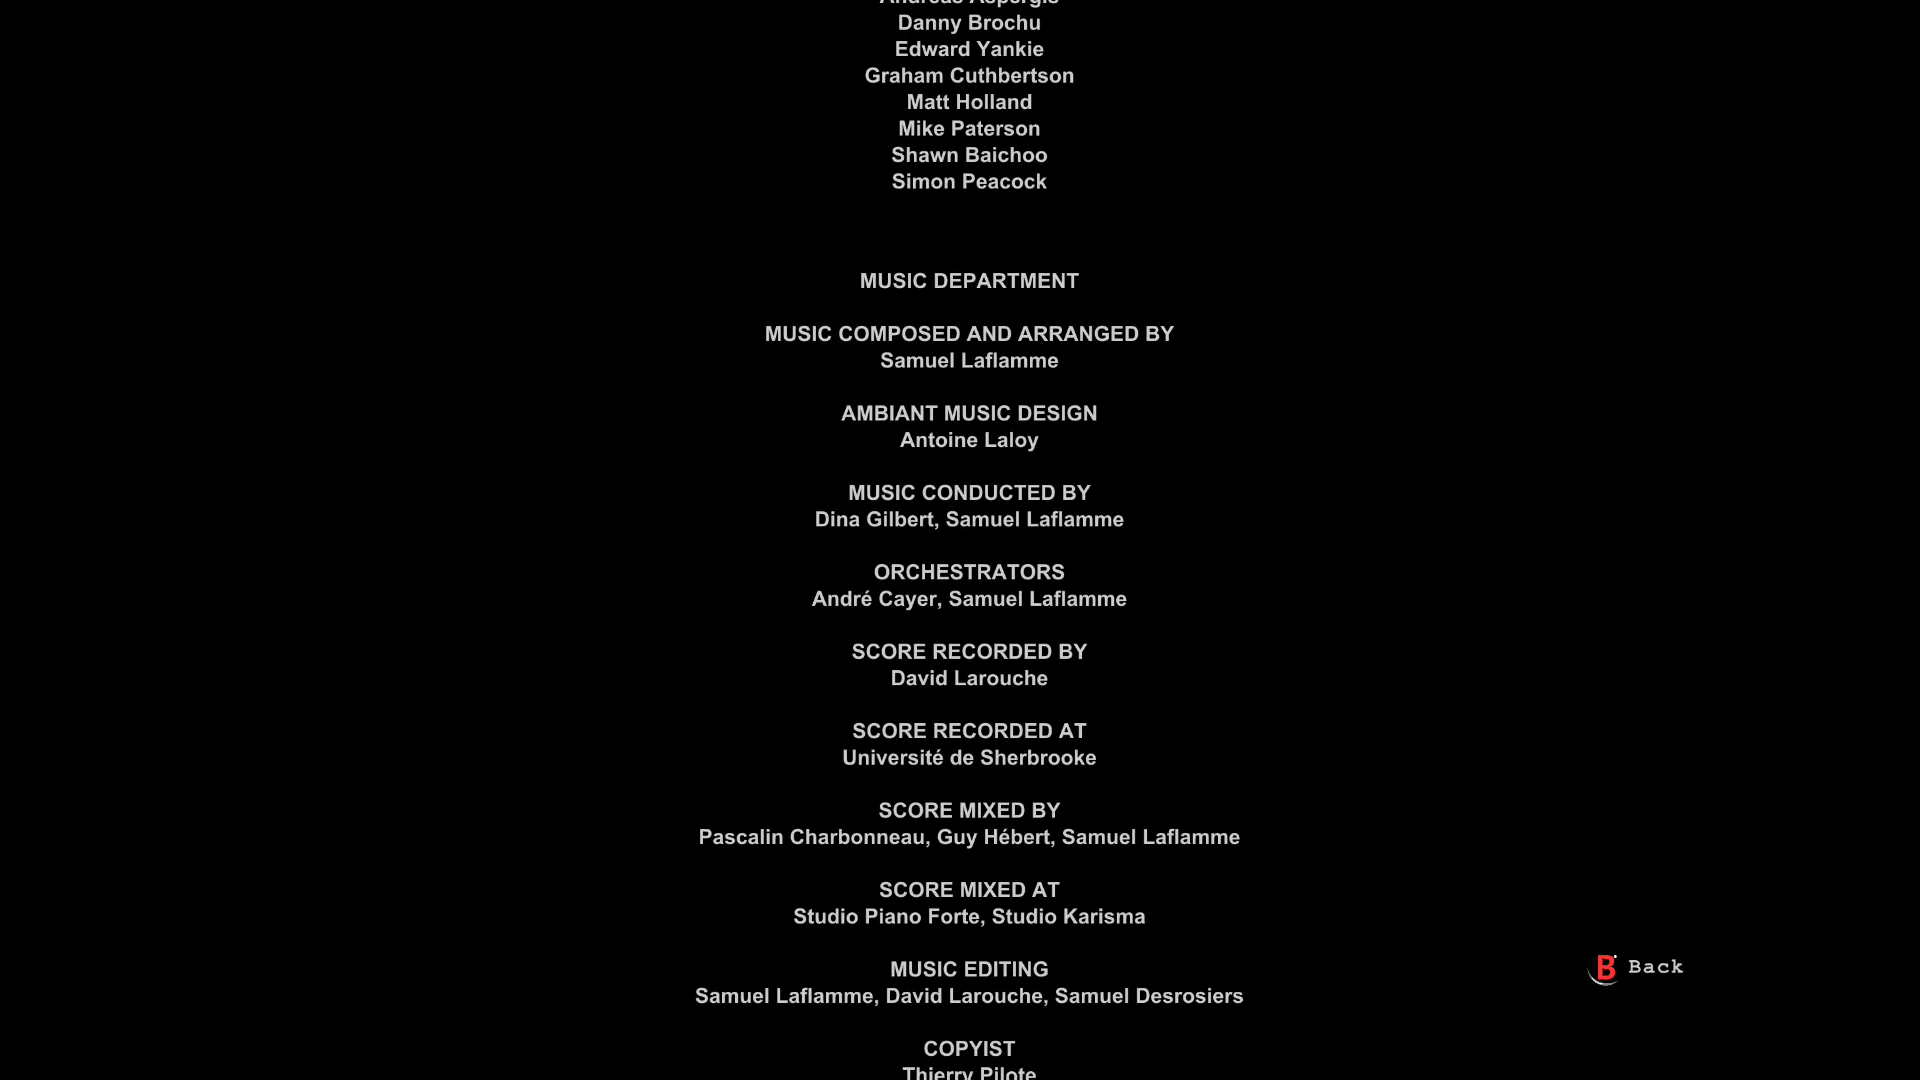 Andreas Aspergis
Danny Brochu
Edward Yankie
Graham Cuthbertson
Matt Holland
Mike Paterson
Shawn Baichoo
Simon Peacock
MUSIC DEPARTMENT
MUSIC COMPOSED AND ARRANGED BY
Samuel Laflamme
AMBIANT MUSIC DESIGN
Antoine Laloy
MUSIC CONDUCTED BY
Dina Gilbert, Samuel Laflamme
ORCHESTRATORS
André Cayer, Samuel Laflamme
SCORE RECORDED BY
David Larouche
SCORE RECORDED AT
Université de Sherbrooke
SCORE MIXED BY
Pascalin Charbonneau, Guy Hébert, Samuel Laflamme
SCORE MIXED AT
Studio Piano Forte, Studio Karisma
MUSIC EDITING
Samuel Laflamme, David Larouche, Samuel Desrosiers
B Back
COPYIST
Thierry Pilote